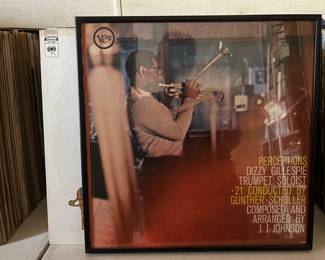 Verve
PERCEPTIONS
DIZZY GILLESPIE
TRUMPET SOLOIST
+21 CONDUCTED BY
GUNTHER SCHULLER
COMPOSED AND
ARRANGED BY
J. J. JOHNSON